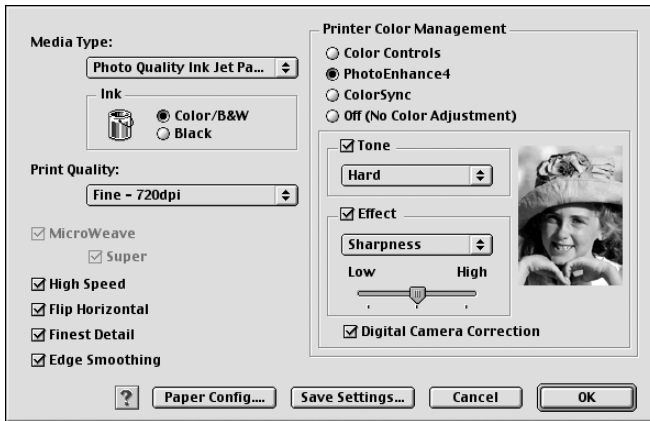 Media Type:
Photo Quality Ink Jet Pa...
Ink
Color/B&W
Black
Print Quality:
Fine - 720dpi
MicroWeave
Super
High Speed
Flip Horizontal
Finest Detail
Edge Smoothing
Printer Color Management
Color Controls
PhotoEnhance4
ColorSync
Off (No Color Adjustment)
Tone
Hard
Effect
Sharpness
Low High
Digital Camera Correction
?
Paper Config....
Save Settings...
Cancel
OK